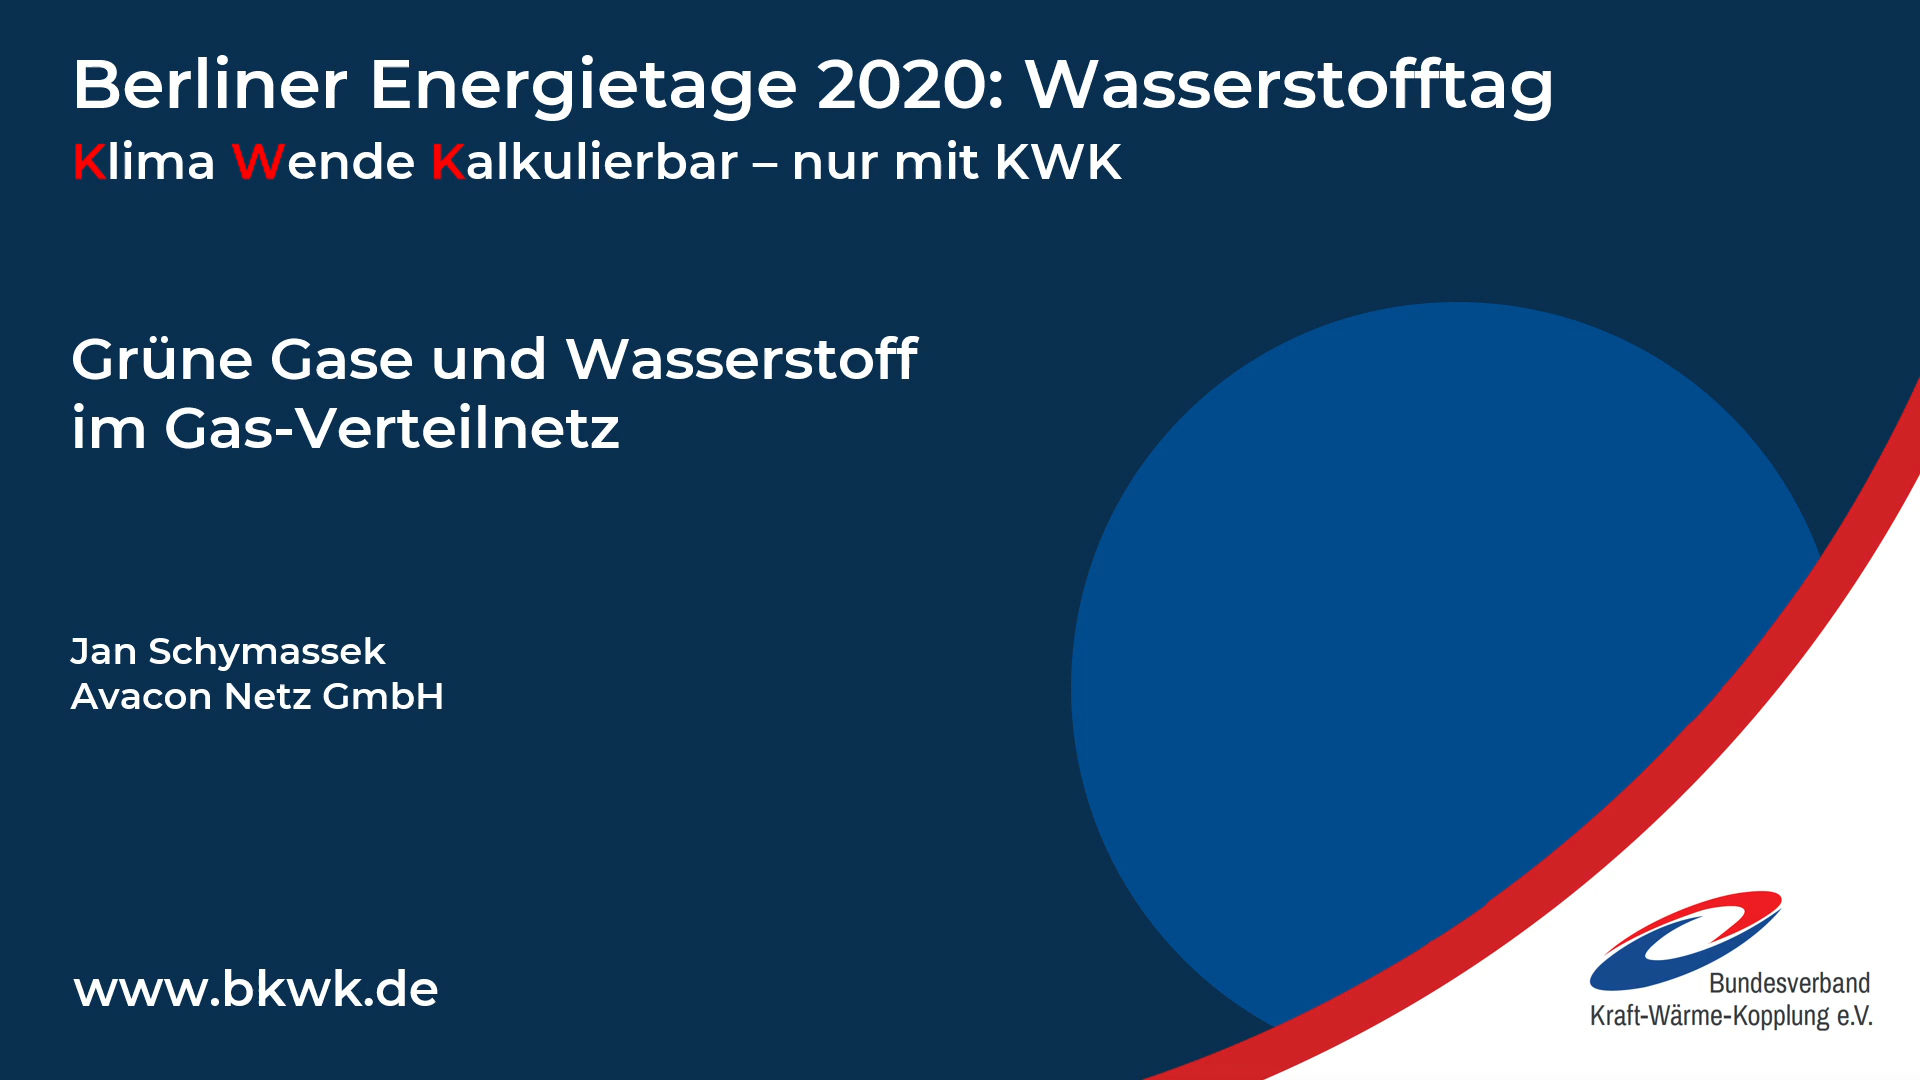 Berliner Energietage 2020: Wasserstofftag
Klima Wende Kalkulierbar – nur mit KWK
Grüne Gase und Wasserstoff
im Gas-Verteilnetz
Jan Schymassek
Avacon Netz GmbH
www.bkwk.de
Bundesverband
Kraft-Wärme-Kopplung e.V.